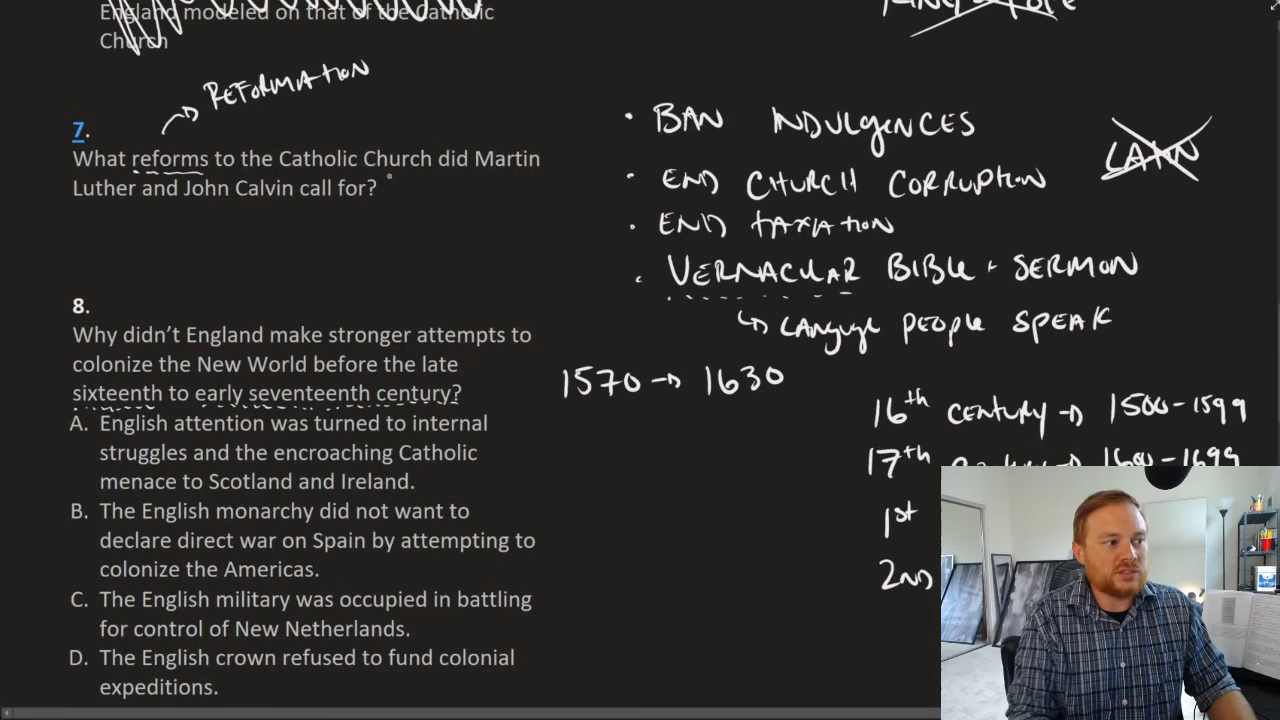 England modeled on that of the Catholic
Church
REFORMATION
7.
What reforms to the Catholic Church did Martin
Luther and John Calvin call for?
• BAN INDULGENCES
• END CHURCH CORRUPTION
• END TAXATION
• VERNACULAR BIBLE + SERMON
LANGUAGE PEOPLE SPEAK
LATIN
8.
Why didn't England make stronger attempts to
colonize the New World before the late
sixteenth to early seventeenth century?
A. English attention was turned to internal
struggles and the encroaching Catholic
menace to Scotland and Ireland.
B. The English monarchy did not want to
declare direct war on Spain by attempting to
colonize the Americas.
C. The English military was occupied in battling
for control of New Netherlands.
D. The English crown refused to fund colonial
expeditions.
1570 → 1630
16th CENTURY → 1500-1599
17th 1600-1699
1st
2ND